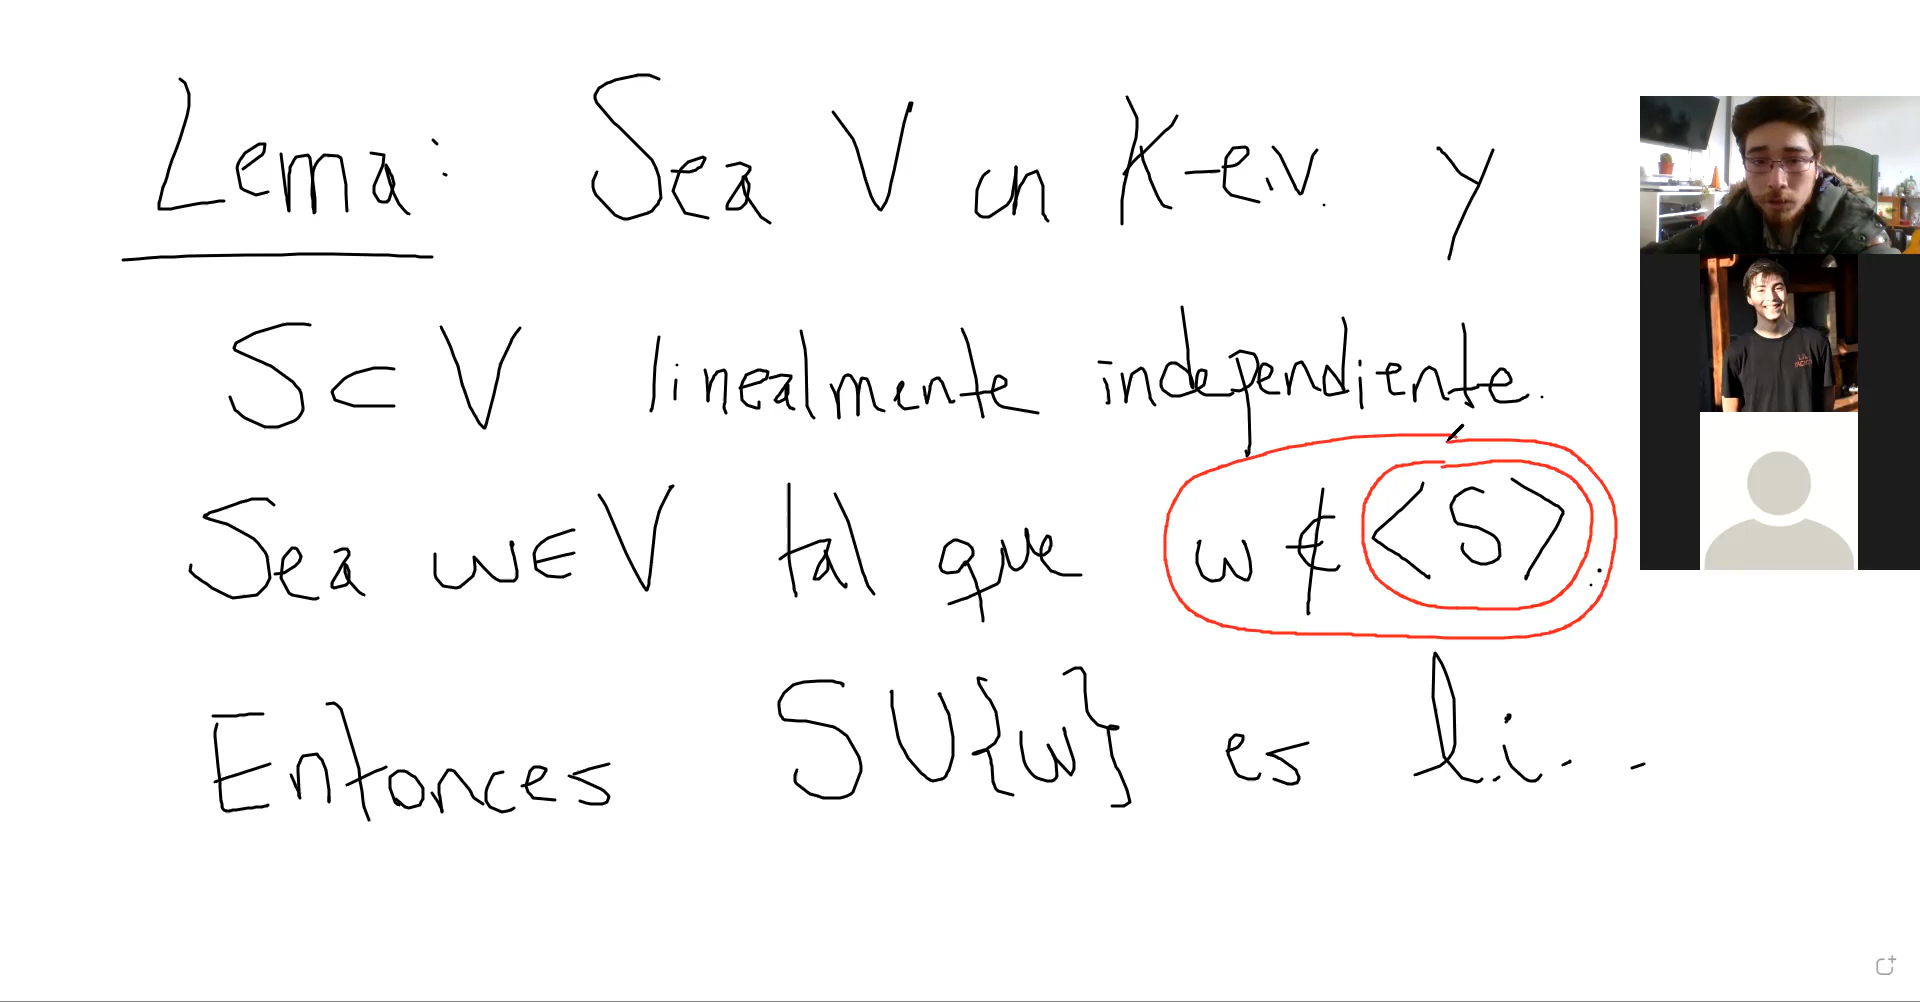 Lema: Sea V un K-e.v. y
S ⊂ V linealmente independiente.
Sea w ∈ V tal que w ∉ <S>.
Entonces S ∪ {w} es l.i.